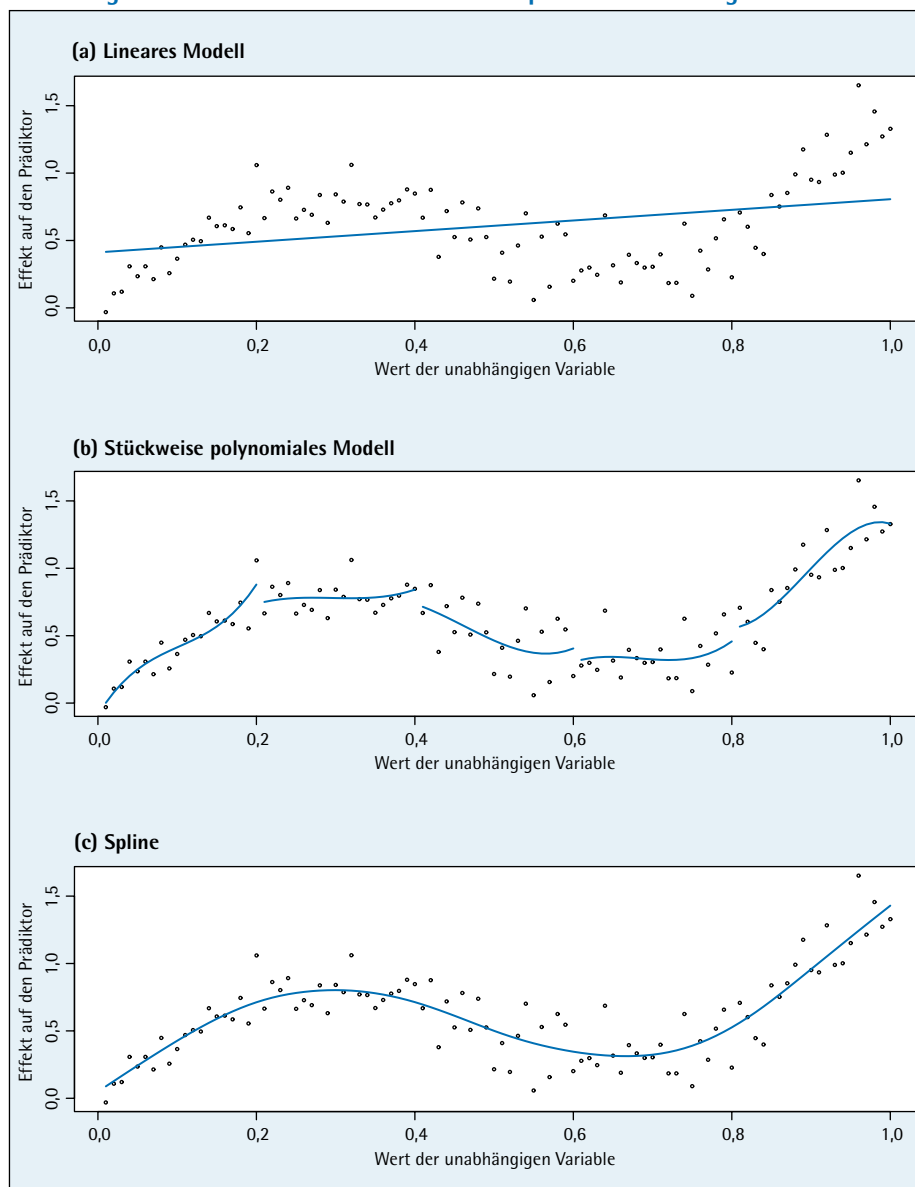 (a) Lineares Modell
Effekt auf den Prädiktor
1,5
1,0
0,5
0,0
0,0 0,2 0,4 0,6 0,8 1,0
Wert der unabhängigen Variable
(b) Stückweise polynomiales Modell
Effekt auf den Prädiktor
1,5
1,0
0,5
0,0
0,0 0,2 0,4 0,6 0,8 1,0
Wert der unabhängigen Variable
(c) Spline
Effekt auf den Prädiktor
1,5
1,0
0,5
0,0
0,0 0,2 0,4 0,6 0,8 1,0
Wert der unabhängigen Variable